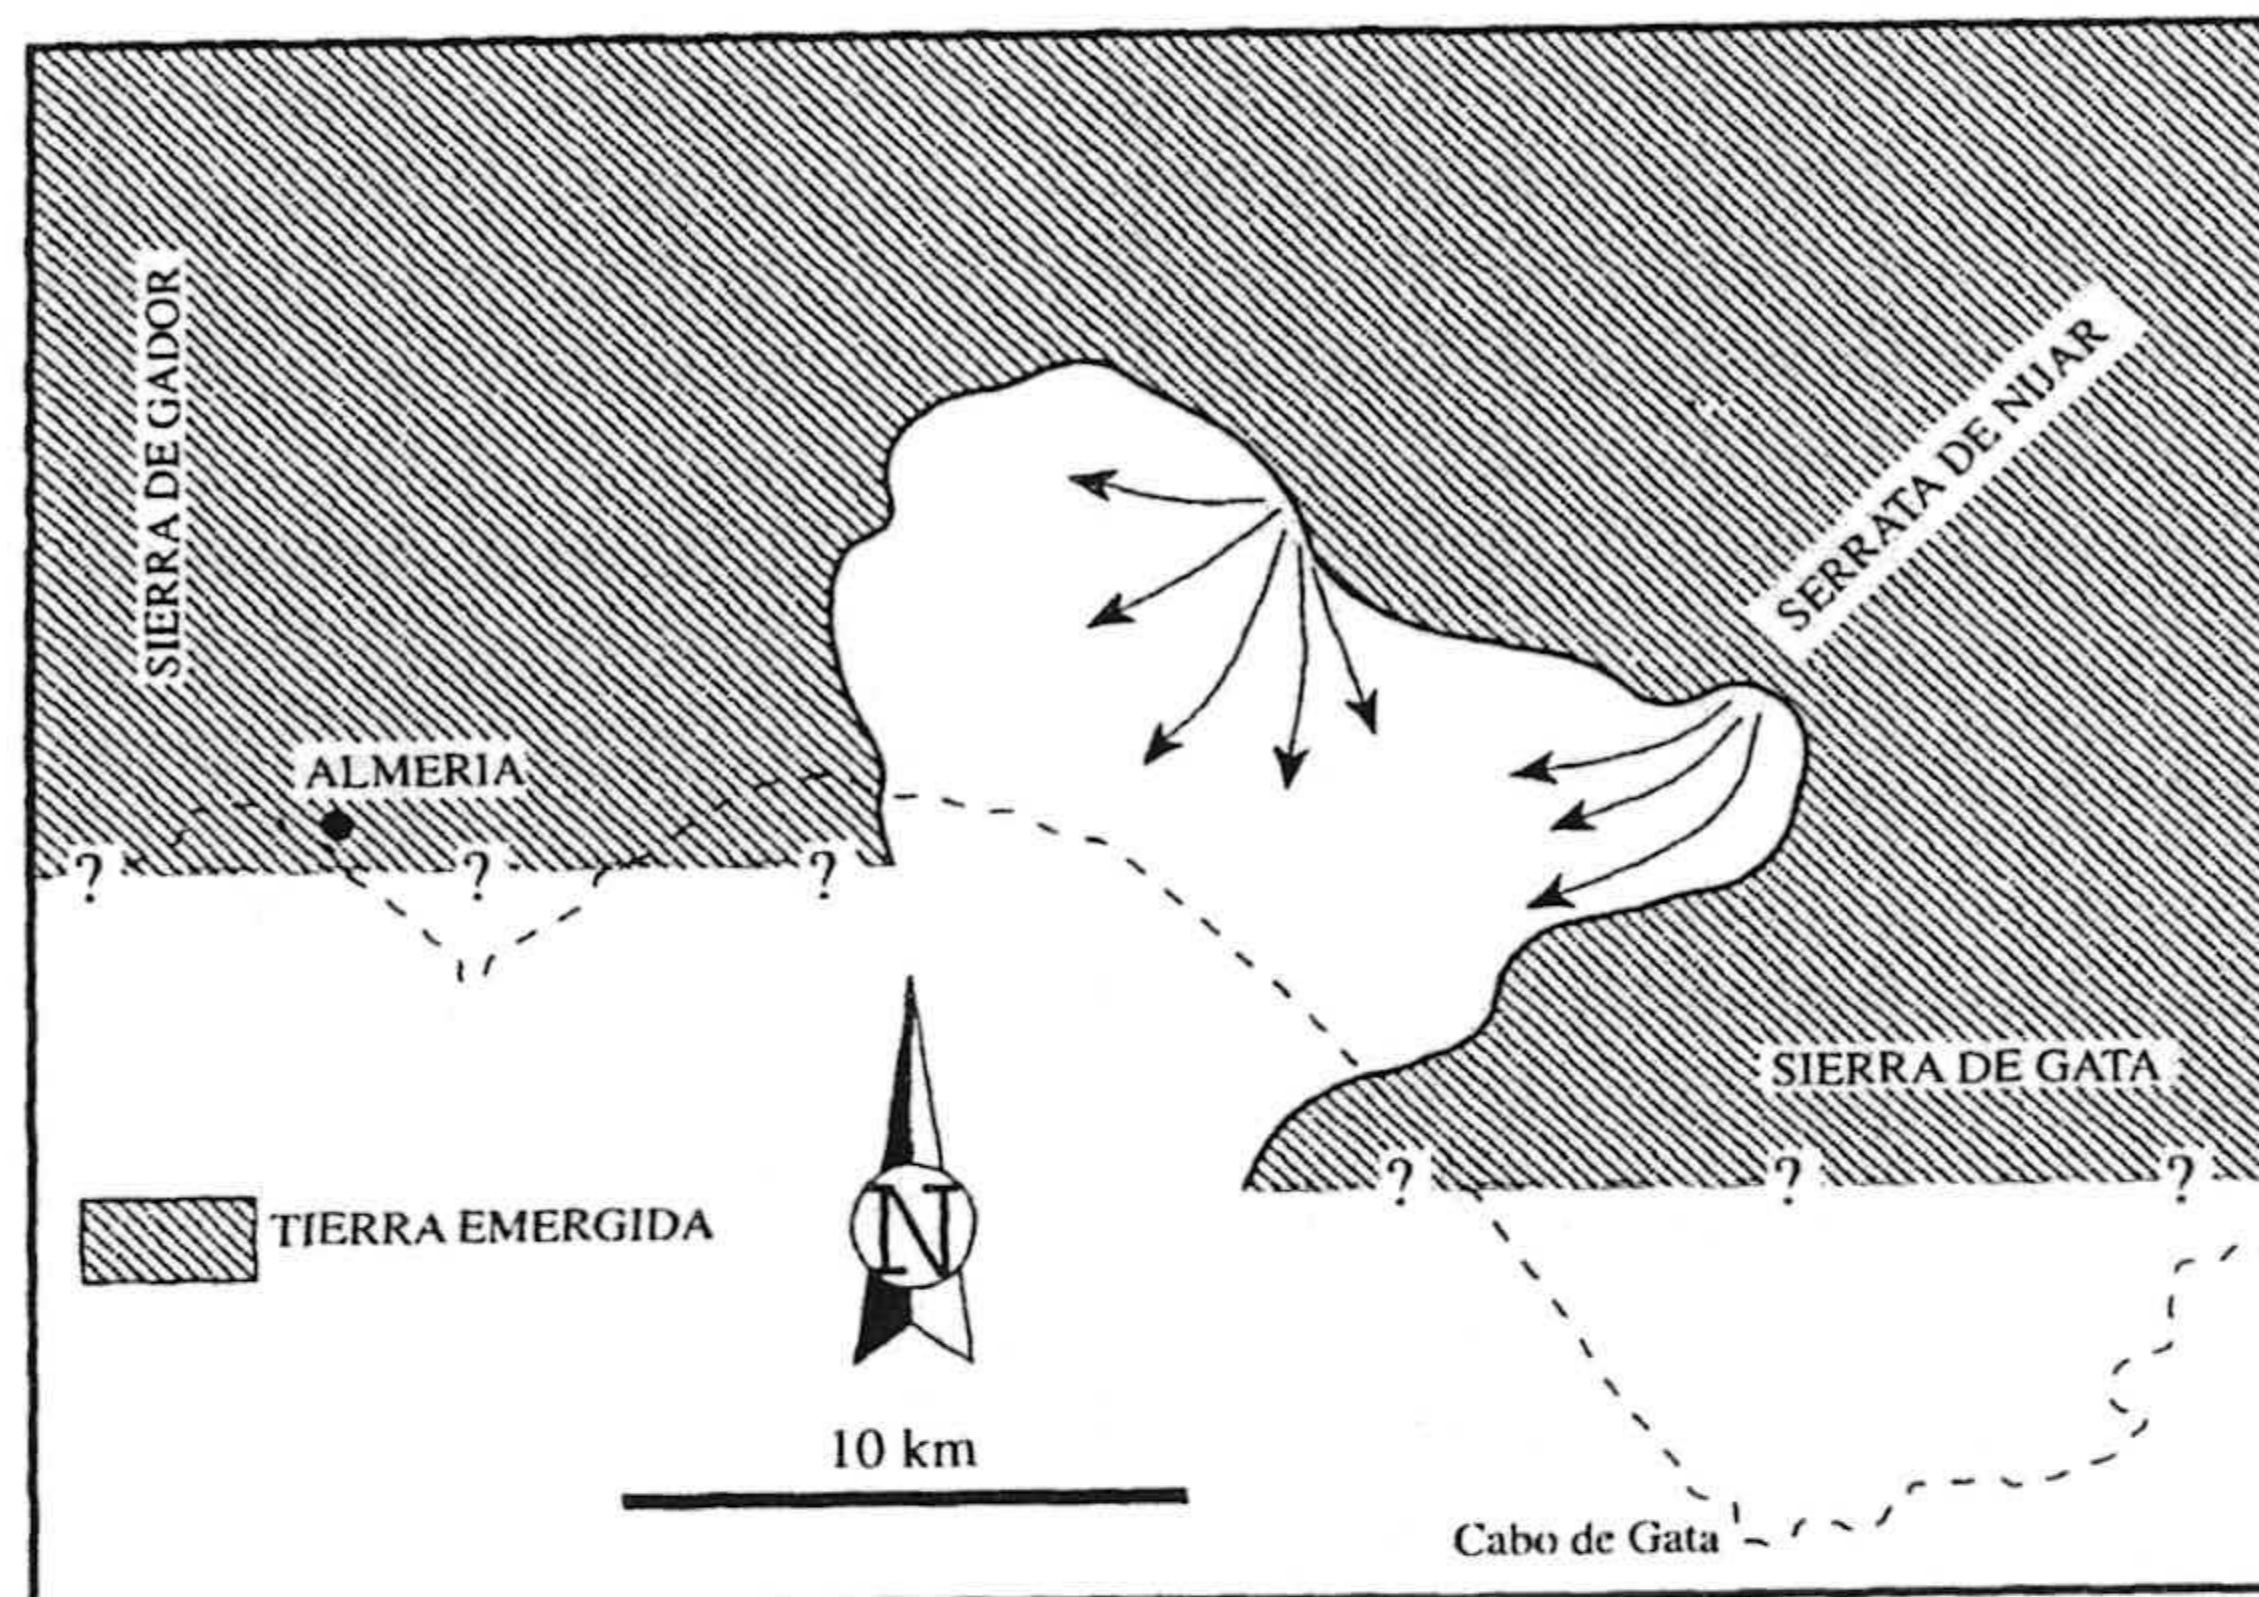 SIERRA DE GADOR
SERRATA DE NIJAR
ALMERIA
? ? ?
SIERRA DE GATA
? ? ?
TIERRA EMERGIDA
N
10 km
Cabo de Gata